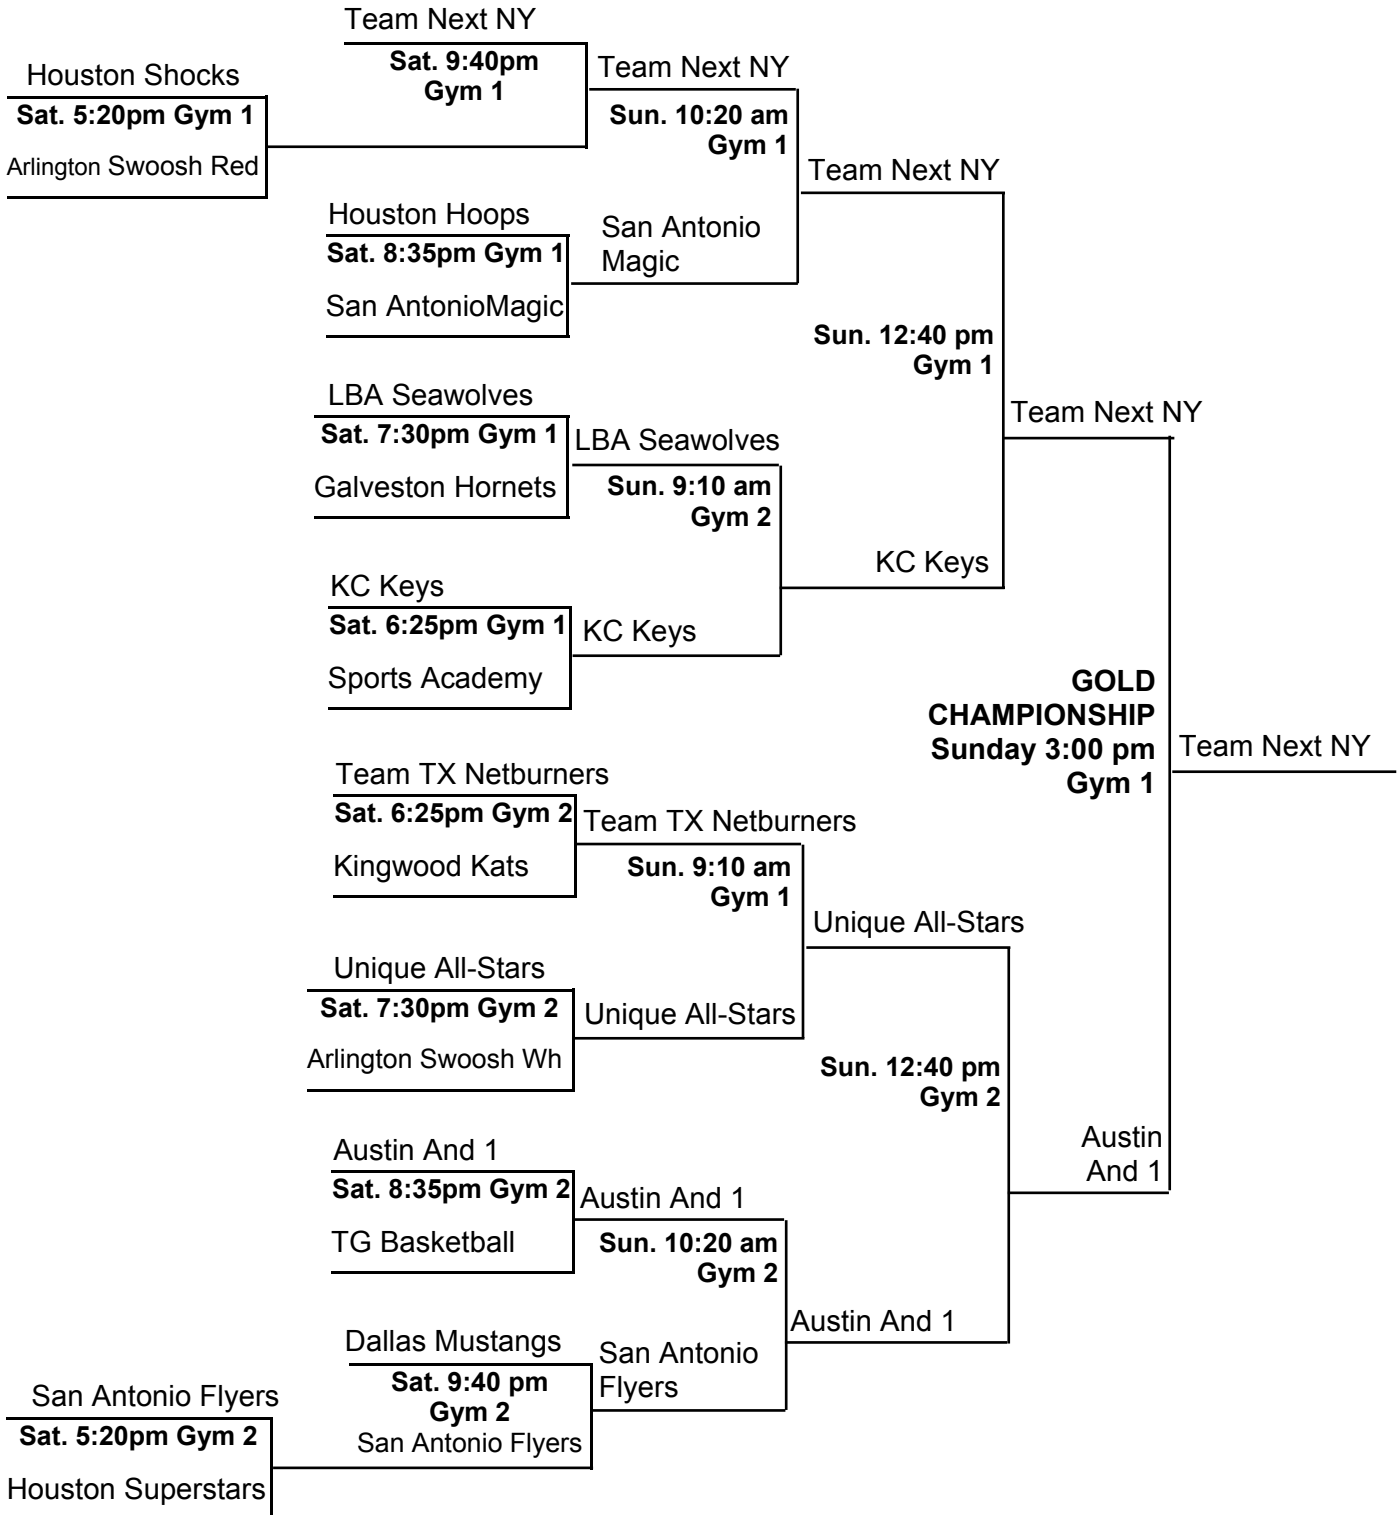 Team Next NY
Sat. 9:40pm
Gym 1
Houston Shocks
Sat. 5:20pm Gym 1
Arlington Swoosh Red
Team Next NY
Sun. 10:20 am
Gym 1
Houston Hoops
Sat. 8:35pm Gym 1
San AntonioMagic
San Antonio
Magic
Team Next NY
Sun. 12:40 pm
Gym 1
LBA Seawolves
Sat. 7:30pm Gym 1
Galveston Hornets
LBA Seawolves
Sun. 9:10 am
Gym 2
KC Keys
Sat. 6:25pm Gym 1
Sports Academy
KC Keys
KC Keys
Team Next NY
GOLD
CHAMPIONSHIP
Sunday 3:00 pm
Gym 1
Team Next NY
Team TX Netburners
Sat. 6:25pm Gym 2
Kingwood Kats
Team TX Netburners
Sun. 9:10 am
Gym 1
Unique All-Stars
Sat. 7:30pm Gym 2
Arlington Swoosh Wh
Unique All-Stars
Unique All-Stars
Sun. 12:40 pm
Gym 2
Austin
And 1
Austin And 1
Sat. 8:35pm Gym 2
TG Basketball
Austin And 1
Sun. 10:20 am
Gym 2
Austin And 1
Dallas Mustangs
Sat. 9:40 pm
Gym 2
San Antonio Flyers
San Antonio
Flyers
San Antonio Flyers
Sat. 5:20pm Gym 2
Houston Superstars